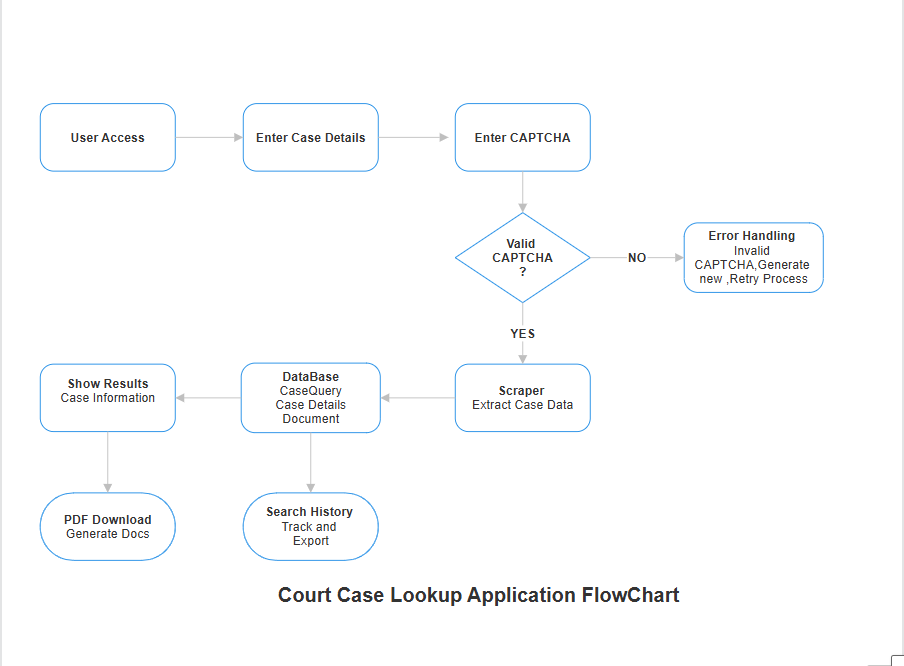 User Access
Enter Case Details
Enter CAPTCHA
Valid
CAPTCHA
?
NO
Error Handling
Invalid
CAPTCHA,Generate
new ,Retry Process
YES
Show Results
Case Information
DataBase
CaseQuery
Case Details
Document
Scraper
Extract Case Data
PDF Download
Generate Docs
Search History
Track and
Export
Court Case Lookup Application FlowChart